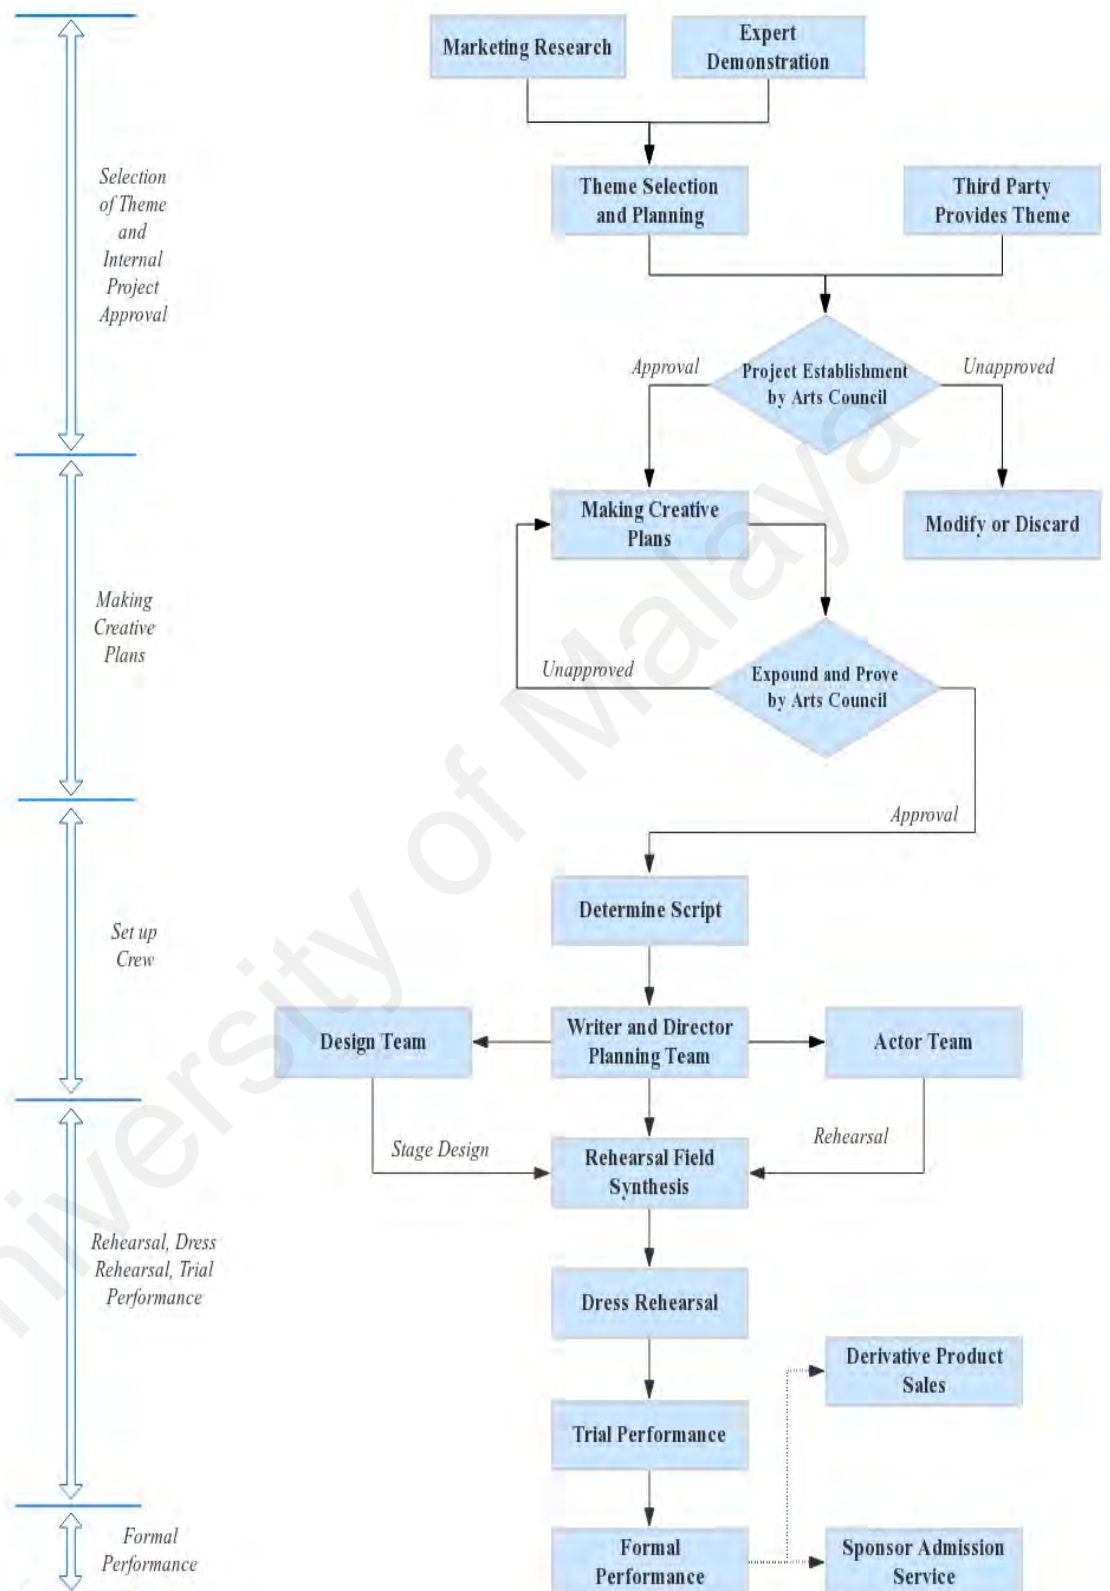 Marketing Research
Expert
Demonstration
Selection
of Theme
and
Internal
Project
Approval
Theme Selection
and Planning
Third Party
Provides Theme
Approval
Project Establishment
by Arts Council
Unapproved
Making Creative
Plans
Modify or Discard
Making
Creative
Plans
Unapproved
Expound and Prove
by Arts Council
Approval
Set up
Crew
Determine Script
Design Team
Writer and Director
Planning Team
Actor Team
Stage Design
Rehearsal
Rehearsal Field
Synthesis
Rehearsal, Dress
Rehearsal, Trial
Performance
Dress Rehearsal
Derivative Product
Sales
Trial Performance
Formal
Performance
Formal
Performance
Sponsor Admission
Service
University of Malaya